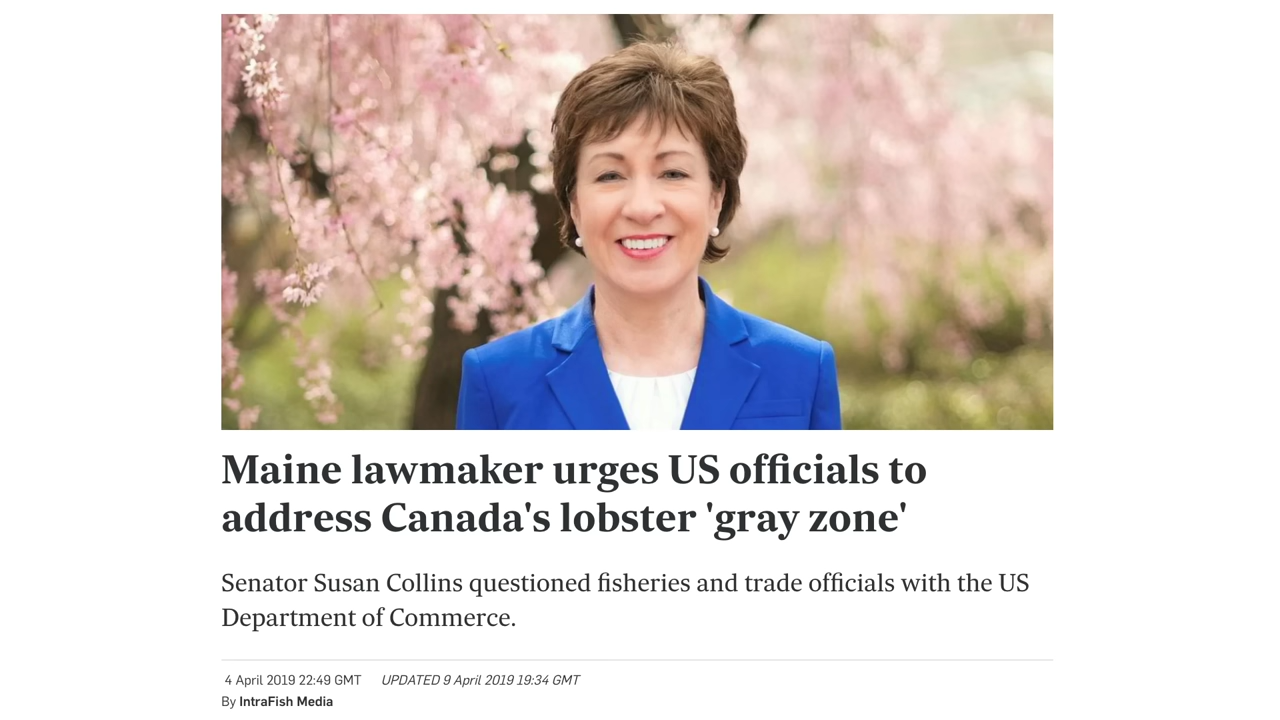 Maine lawmaker urges US officials to
address Canada's lobster 'gray zone'
Senator Susan Collins questioned fisheries and trade officials with the US
Department of Commerce.
4 April 2019 22:49 GMT UPDATED 9 April 2019 19:34 GMT
By IntraFish Media